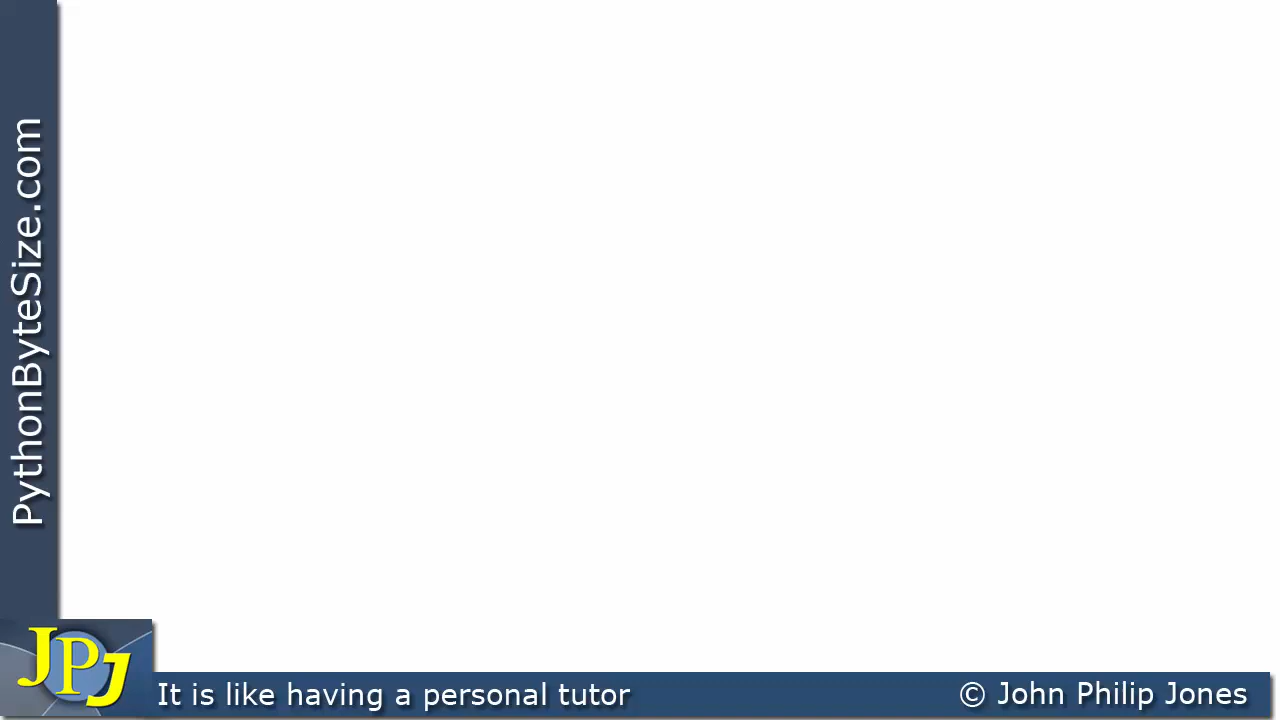 PythonByteSize.com
JPJ
It is like having a personal tutor
© John Philip Jones